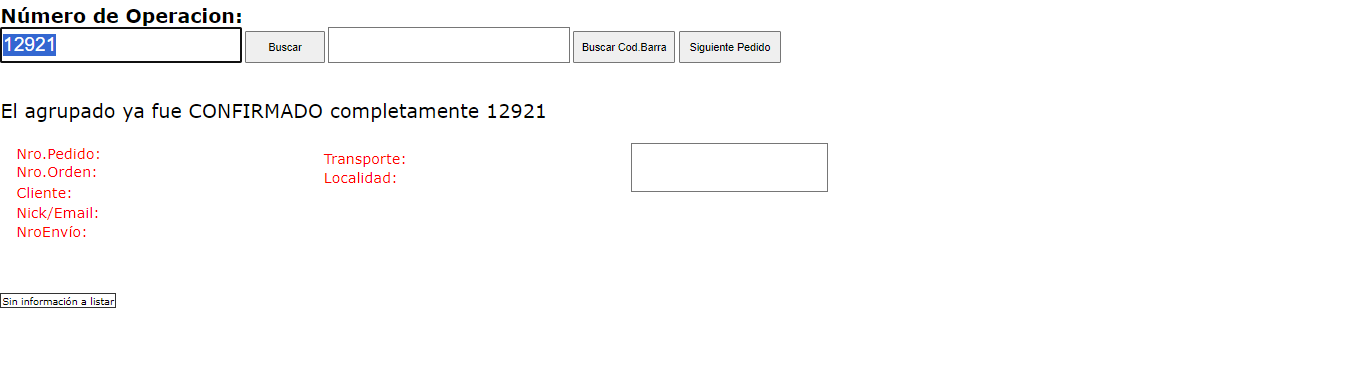 Número de Operacion:
12921 Buscar Buscar Cod.Barra Siguiente Pedido
El agrupado ya fue CONFIRMADO completamente 12921
Nro.Pedido:
Nro.Orden:
Cliente:
Nick/Email:
NroEnvío:
Transporte:
Localidad:
Sin información a listar